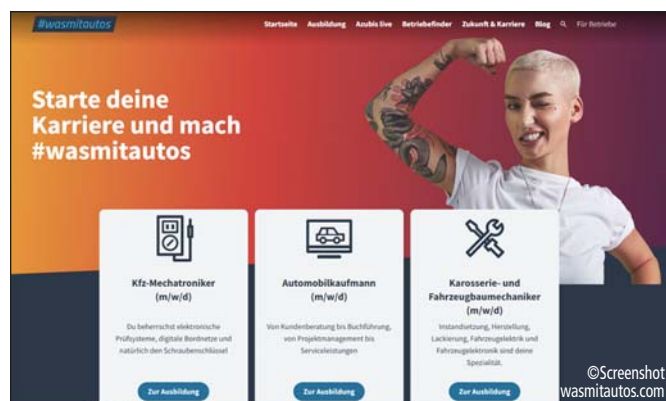 #wasmitautos
Startseite Ausbildung Azubis live Betriebefinder Zukunft & Karriere Blog Für Betriebe
Starte deine
Karriere und mach
#wasmitautos
Kfz-Mechatroniker
(m/w/d)
Du beherrschst elektronische
Prüfsysteme, digitale Bordnetze und
natürlich den Schraubenschlüssel
Zur Ausbildung
Automobilkaufmann
(m/w/d)
Von Kundenberatung bis Buchführung,
von Projektmanagement bis
Serviceleistungen
Zur Ausbildung
Karosserie- und
Fahrzeugbaumechaniker
(m/w/d)
Instandsetzung, Herstellung,
Lackierung, Fahrzeugelektrik und
Fahrzeugelektronik sind deine
Spezialität.
Zur Ausbildung
©Screenshot
wasmitautos.com